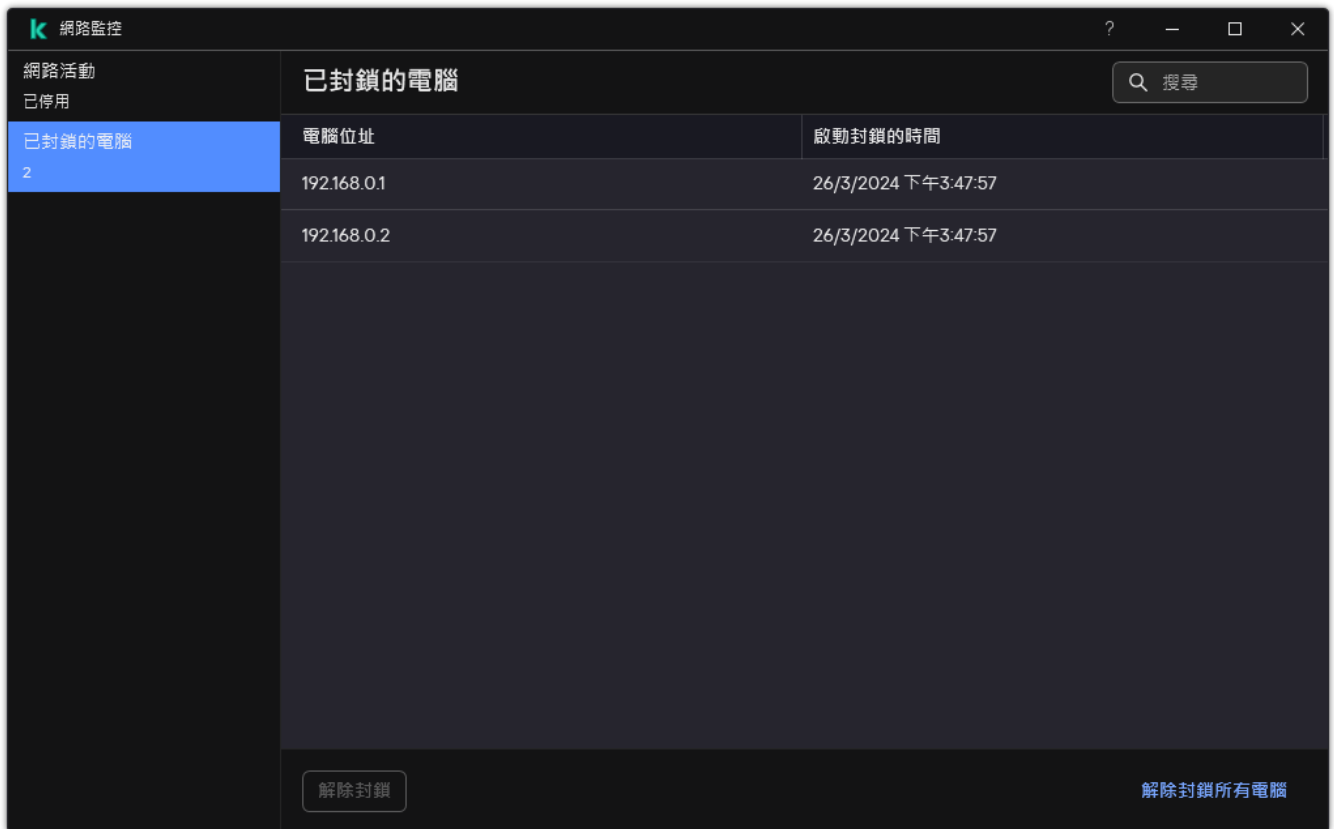 網路監控
網路活動
已停用
已封鎖的電腦
2
已封鎖的電腦
搜尋
電腦位址 啟動封鎖的時間
192.168.0.1 26/3/2024 下午3:47:57
192.168.0.2 26/3/2024 下午3:47:57
解除封鎖
解除封鎖所有電腦